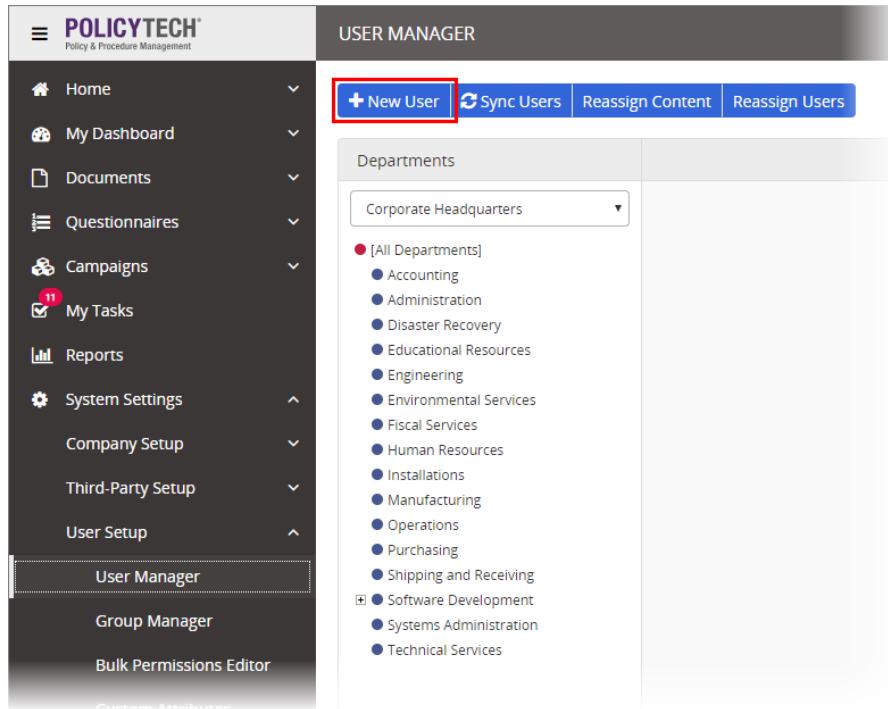 POLICYTECH®
Policy & Procedure Management
USER MANAGER
Home
My Dashboard
Documents
Questionnaires
Campaigns
11
My Tasks
Reports
System Settings
Company Setup
Third-Party Setup
User Setup
User Manager
Group Manager
Bulk Permissions Editor
Custom Attributes
New User
Sync Users
Reassign Content
Reassign Users
Departments
Corporate Headquarters
[All Departments]
Accounting
Administration
Disaster Recovery
Educational Resources
Engineering
Environmental Services
Fiscal Services
Human Resources
Installations
Manufacturing
Operations
Purchasing
Shipping and Receiving
Software Development
Systems Administration
Technical Services